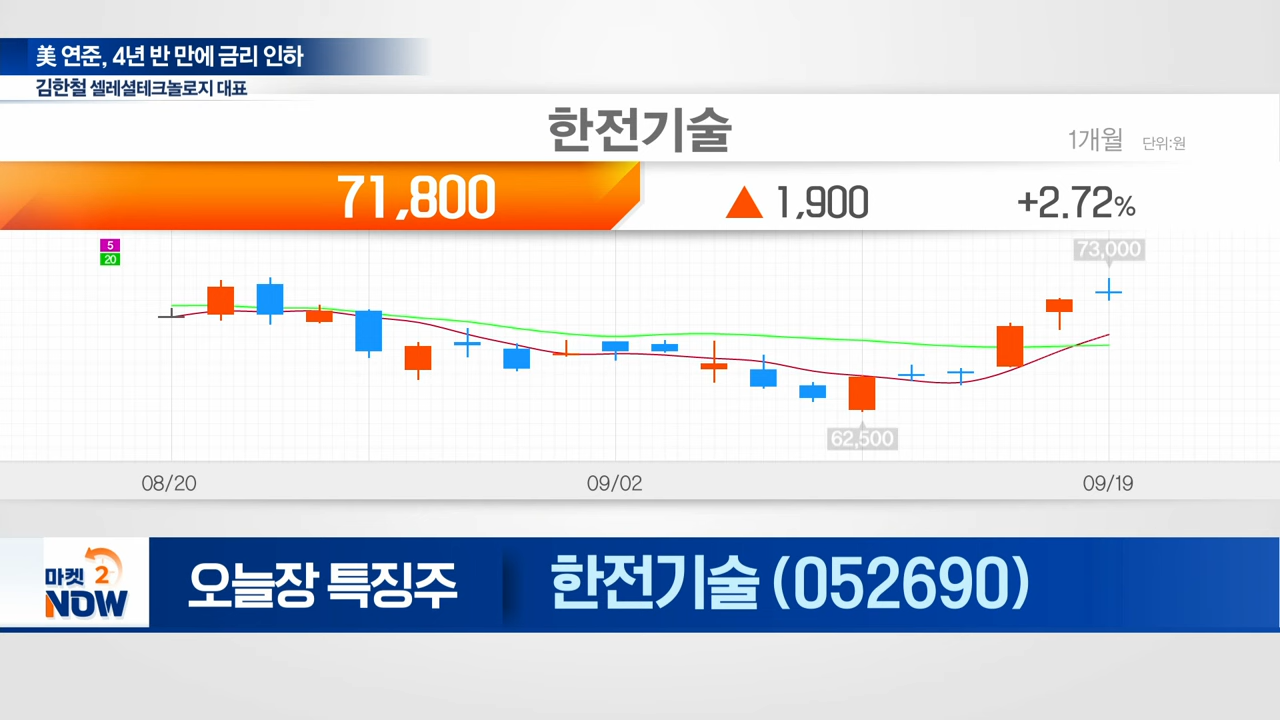 美 연준, 4년 반 만에 금리 인하
김한철 셀레셜테크놀로지 대표
한전기술
1개월 단위:원
71,800 ▲ 1,900 +2.72%
5
20
73,000
62,500
08/20 09/02 09/19
마켓 2
NOW
오늘장 특징주 한전기술 (052690)